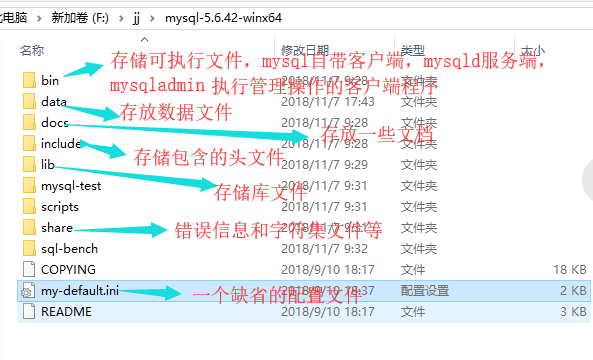 此电脑 > 新加卷 (F:) > jj > mysql-5.6.42-winx64
名称 修改日期 类型 大小
存储可执行文件，mysql自带客户端，mysqld服务端，
mysqladmin 执行管理操作的客户端程序
bin 2018/11/7 9:28 文件夹
data 2018/11/7 17:43 文件夹
存放数据文件
docs 2018/11/7 9:28 文件夹
存放一些文档
include 2018/11/7 9:28 文件夹
存储包含的头文件
lib 2018/11/7 9:29 文件夹
存储库文件
mysql-test 2018/11/7 9:31 文件夹
scripts 2018/11/7 9:31 文件夹
share 2018/11/7 9:31 文件夹
错误信息和字符集文件等
sql-bench 2018/11/7 9:32 文件夹
COPYING 2018/9/10 18:17 文件 18 KB
my-default.ini 2018/9/10 18:37 配置设置 2 KB
一个缺省的配置文件
README 2018/9/10 18:17 文件 3 KB